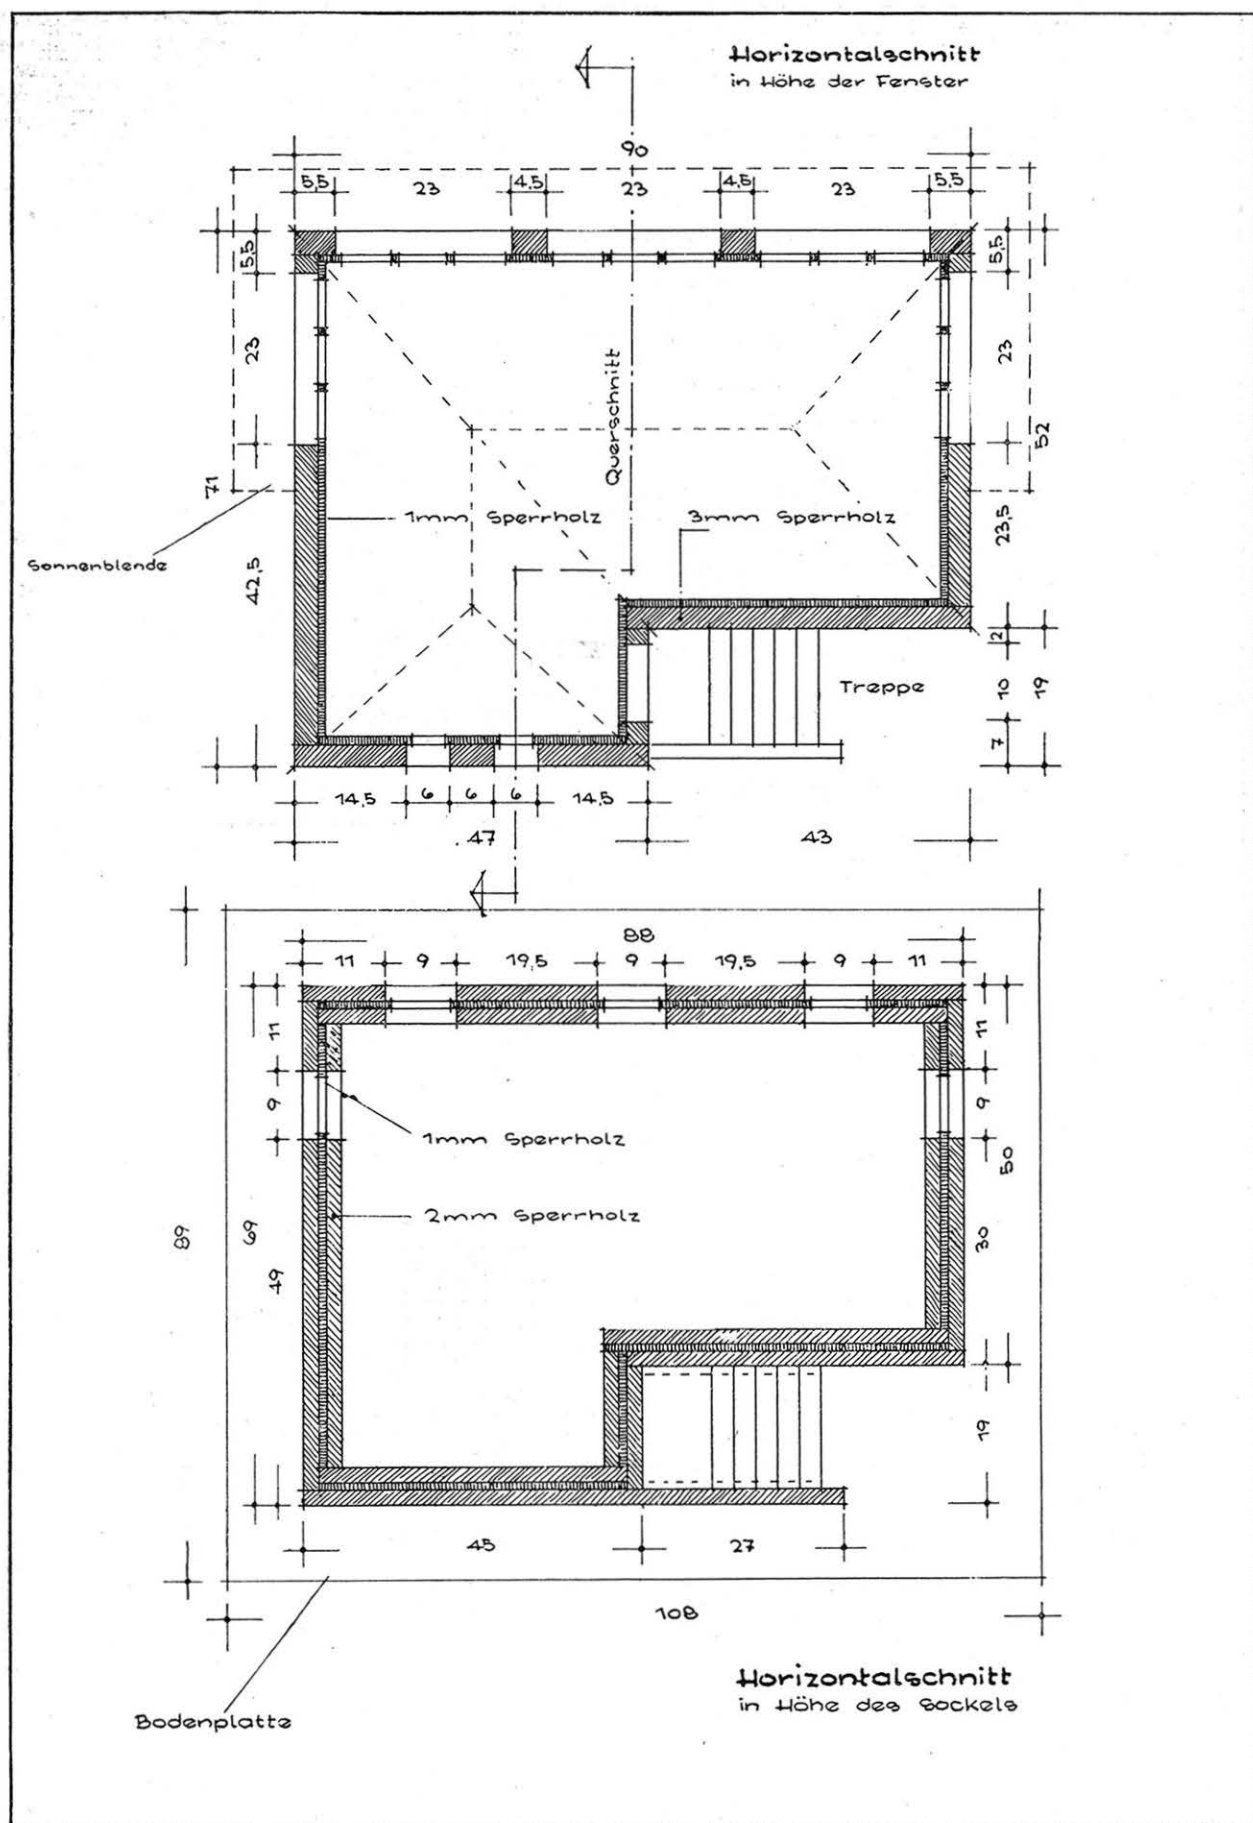 Horizontalschnitt
in Höhe der Fenster
90
5,5 23 4,5 23 4,5 23 5,5
5,5
5,5
23
23
Querschnitt
52
71
1mm Sperrholz
3mm Sperrholz
23,5
Sonnenblende
42,5
2
Treppe
10
19
7
14,5 6 6 6 14,5
47
43
88
11 9 19,5 9 19,5 9 11
11
11
9
9
1mm Sperrholz
50
2mm Sperrholz
89
69
30
49
19
45
27
108
Horizontalschnitt
in Höhe des Sockels
Bodenplatte